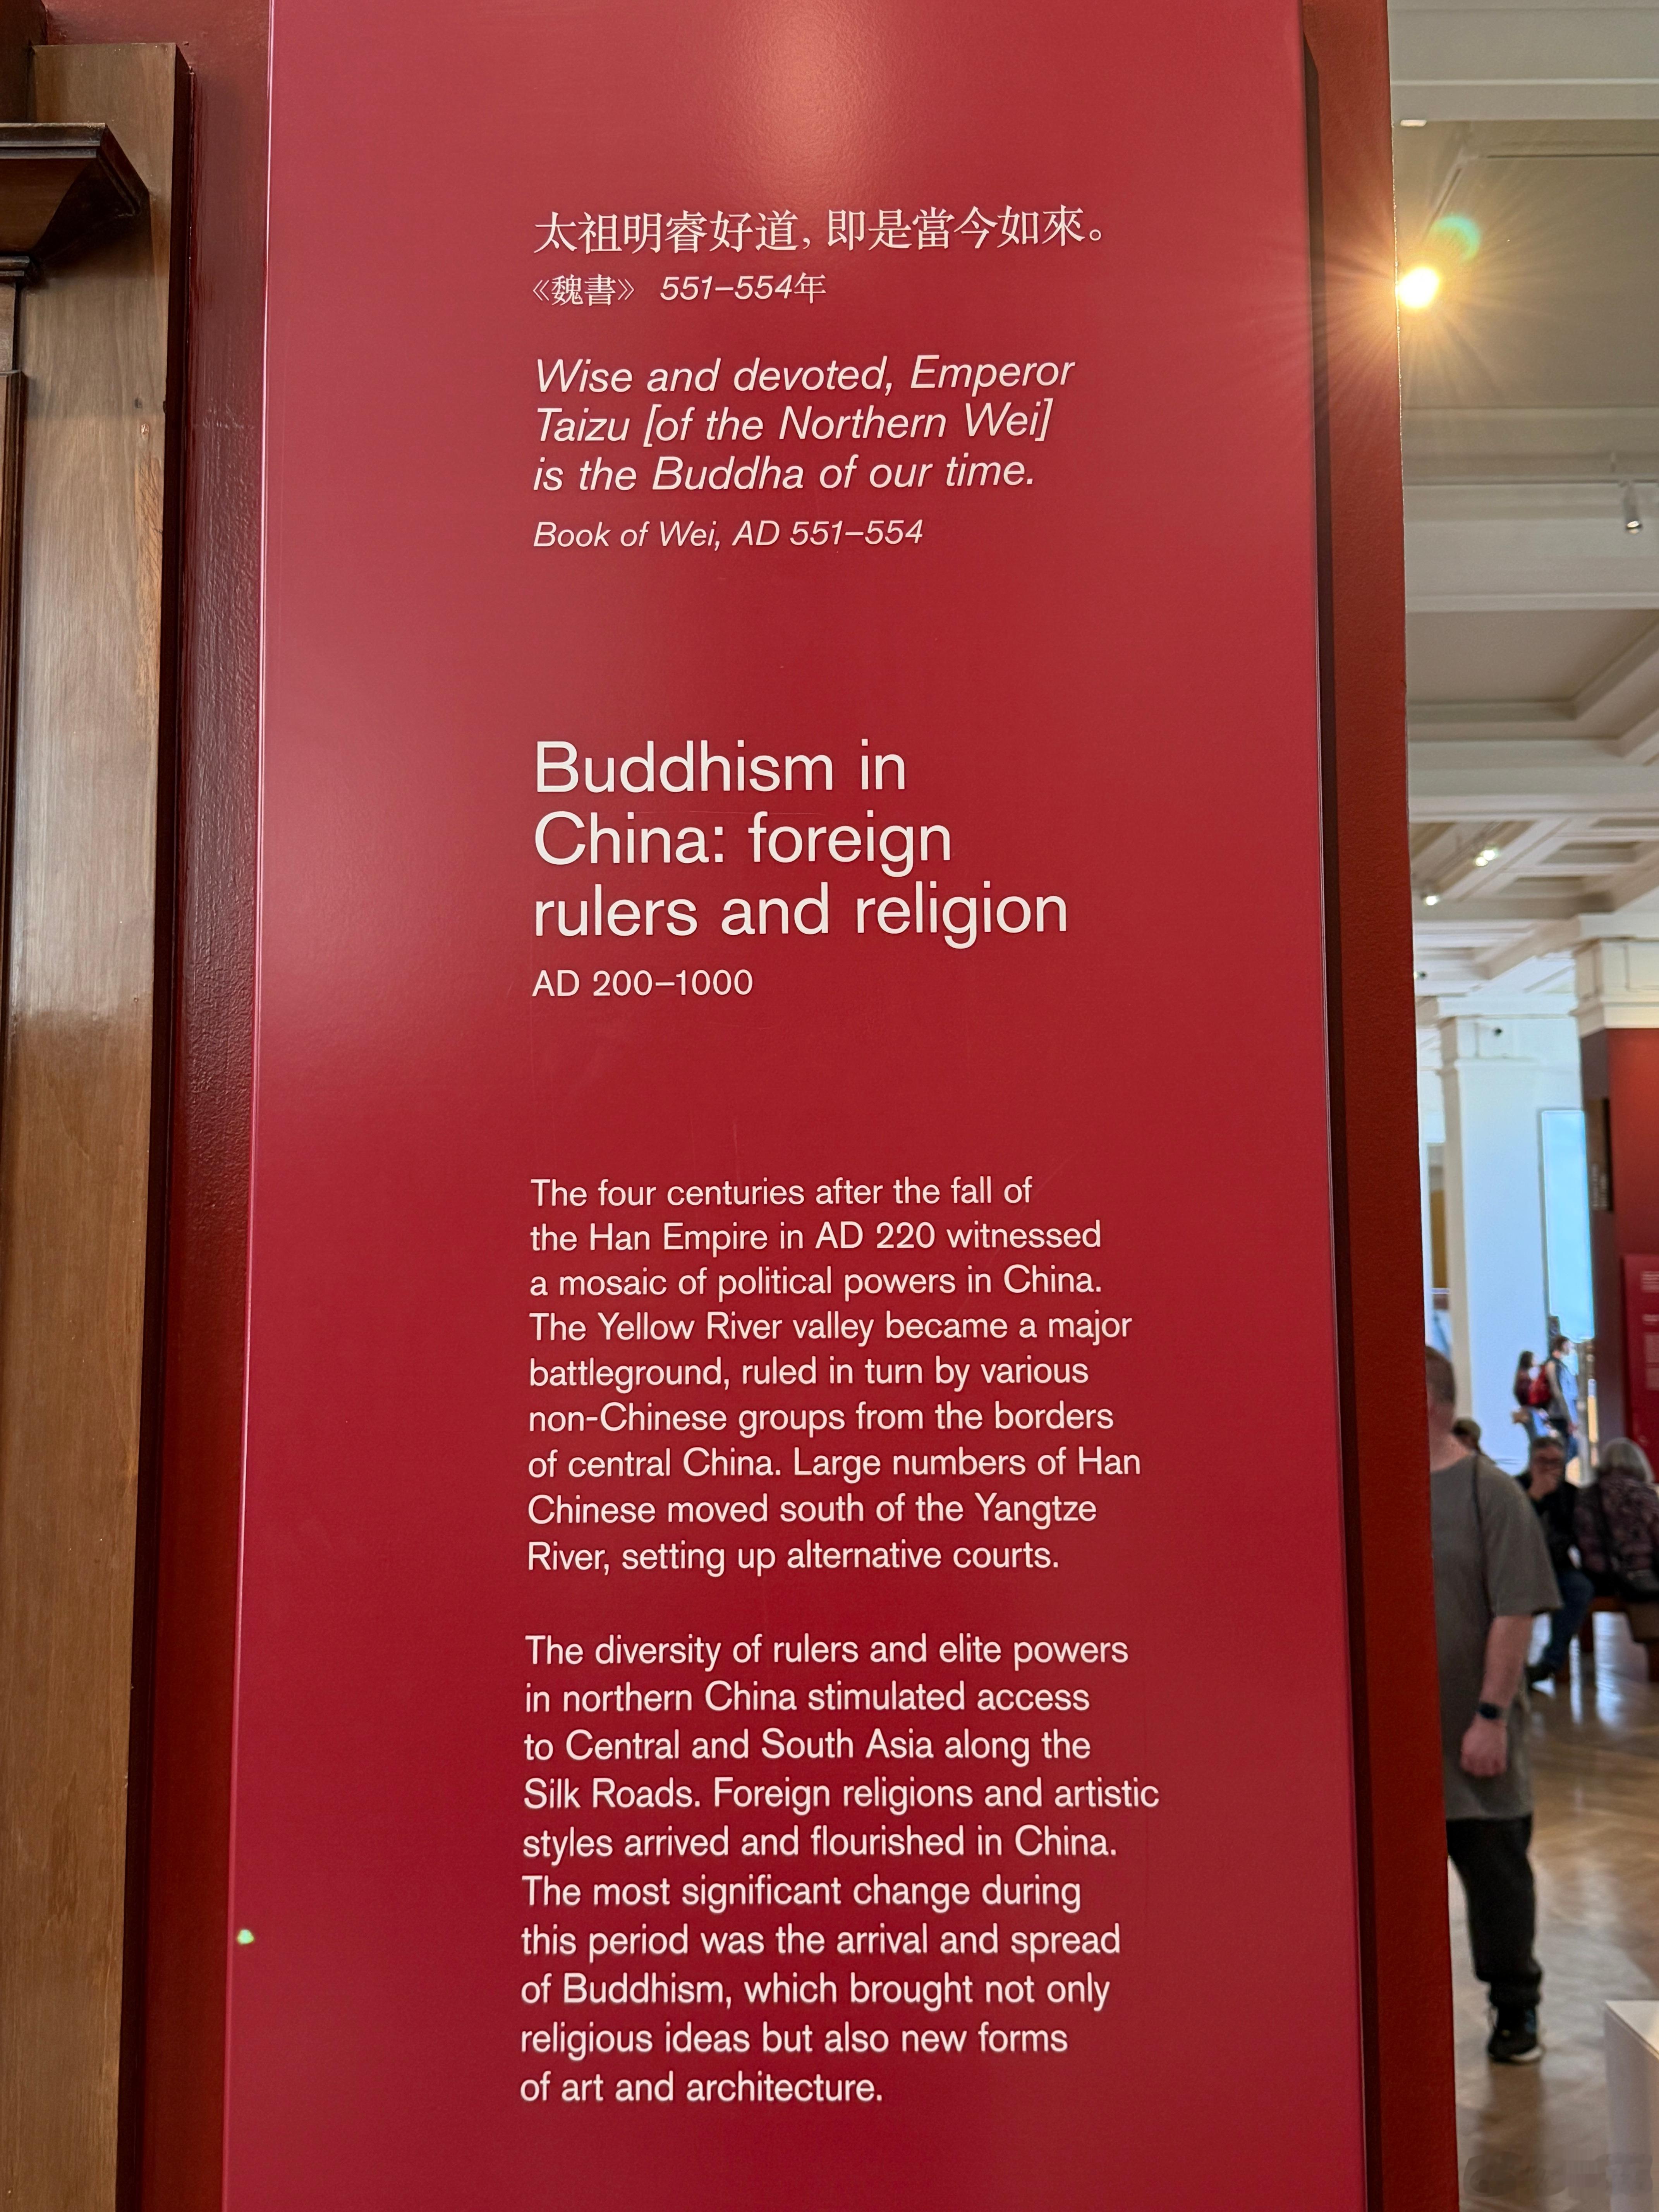 太祖明睿好道, 即是當今如來。
《魏書》 551–554年
Wise and devoted, Emperor
Taizu [of the Northern Wei]
is the Buddha of our time.
Book of Wei, AD 551–554
Buddhism in
China: foreign
rulers and religion
AD 200–1000
The four centuries after the fall of
the Han Empire in AD 220 witnessed
a mosaic of political powers in China.
The Yellow River valley became a major
battleground, ruled in turn by various
non-Chinese groups from the borders
of central China. Large numbers of Han
Chinese moved south of the Yangtze
River, setting up alternative courts.
The diversity of rulers and elite powers
in northern China stimulated access
to Central and South Asia along the
Silk Roads. Foreign religions and artistic
styles arrived and flourished in China.
The most significant change during
this period was the arrival and spread
of Buddhism, which brought not only
religious ideas but also new forms
of art and architecture.